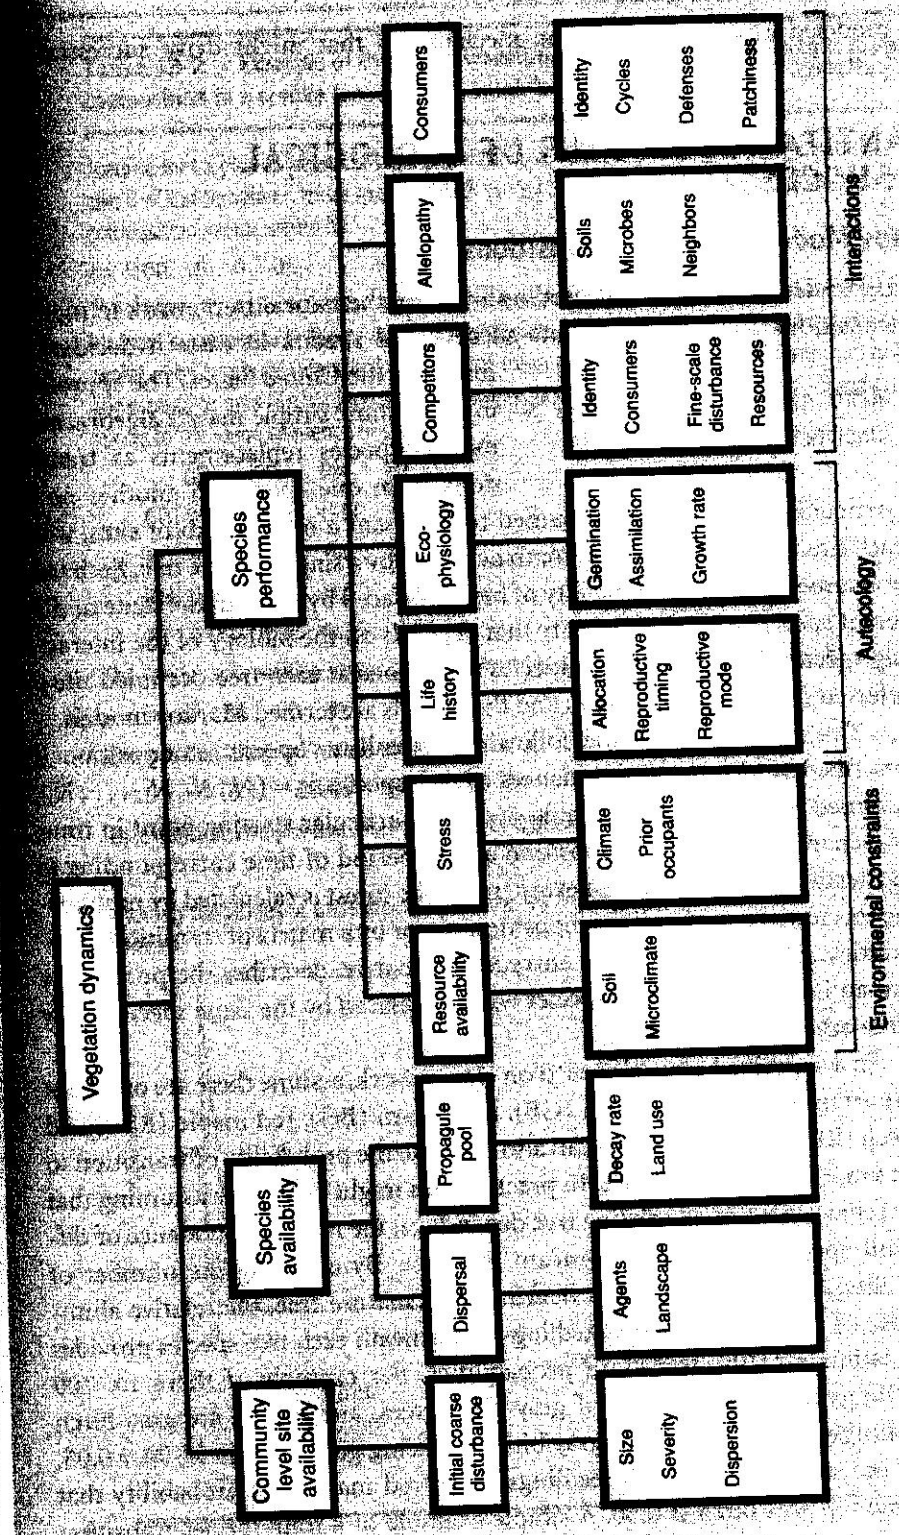 Vegetation dynamics
Community
level site
availability
Species
availability
Species
performance
Initial coarse
disturbance
Dispersal
Propagule
pool
Resource
availability
Stress
Life
history
Eco-
physiology
Competitors
Allelopathy
Consumers
Size
Severity
Dispersion
Agents
Landscape
Decay rate
Land use
Soil
Microclimate
Climate
Prior
occupants
Allocation
Reproductive
timing
Reproductive
mode
Germination
Assimilation
Growth rate
Identity
Consumers
Fine-scale
disturbance
Resources
Soils
Microbes
Neighbors
Identity
Cycles
Defenses
Patchiness
Environmental constraints
Autecology
Interactions